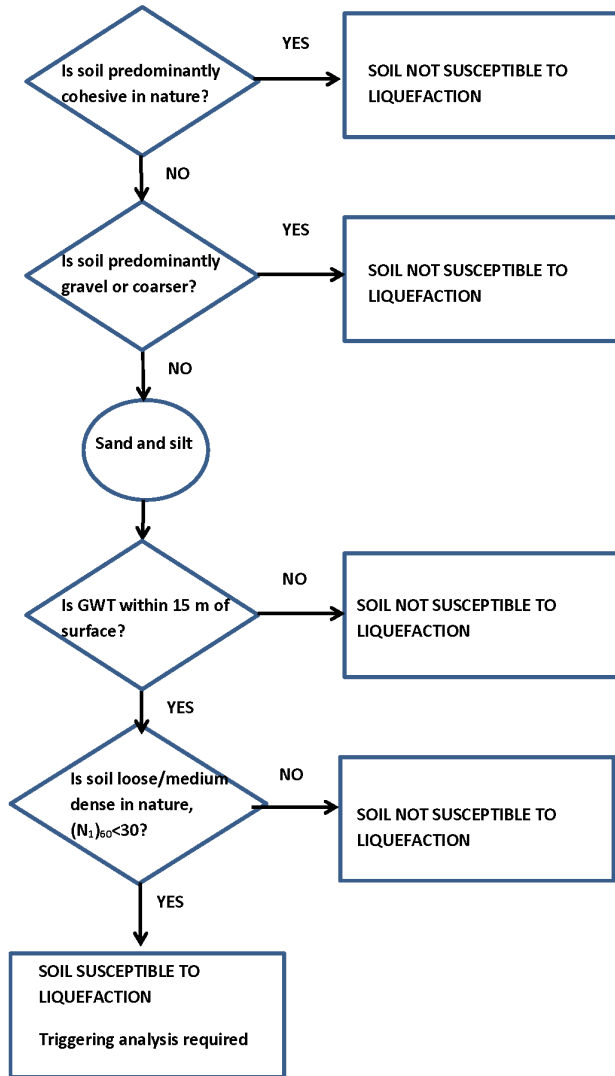 Is soil predominantly
cohesive in nature?
YES
SOIL NOT SUSCEPTIBLE TO
LIQUEFACTION
NO
Is soil predominantly
gravel or coarser?
YES
SOIL NOT SUSCEPTIBLE TO
LIQUEFACTION
NO
Sand and silt
Is GWT within 15 m of
surface?
NO
SOIL NOT SUSCEPTIBLE TO
LIQUEFACTION
YES
Is soil loose/medium
dense in nature,
(N₁)₆₀<30?
NO
SOIL NOT SUSCEPTIBLE TO
LIQUEFACTION
YES
SOIL SUSCEPTIBLE TO
LIQUEFACTION
Triggering analysis required